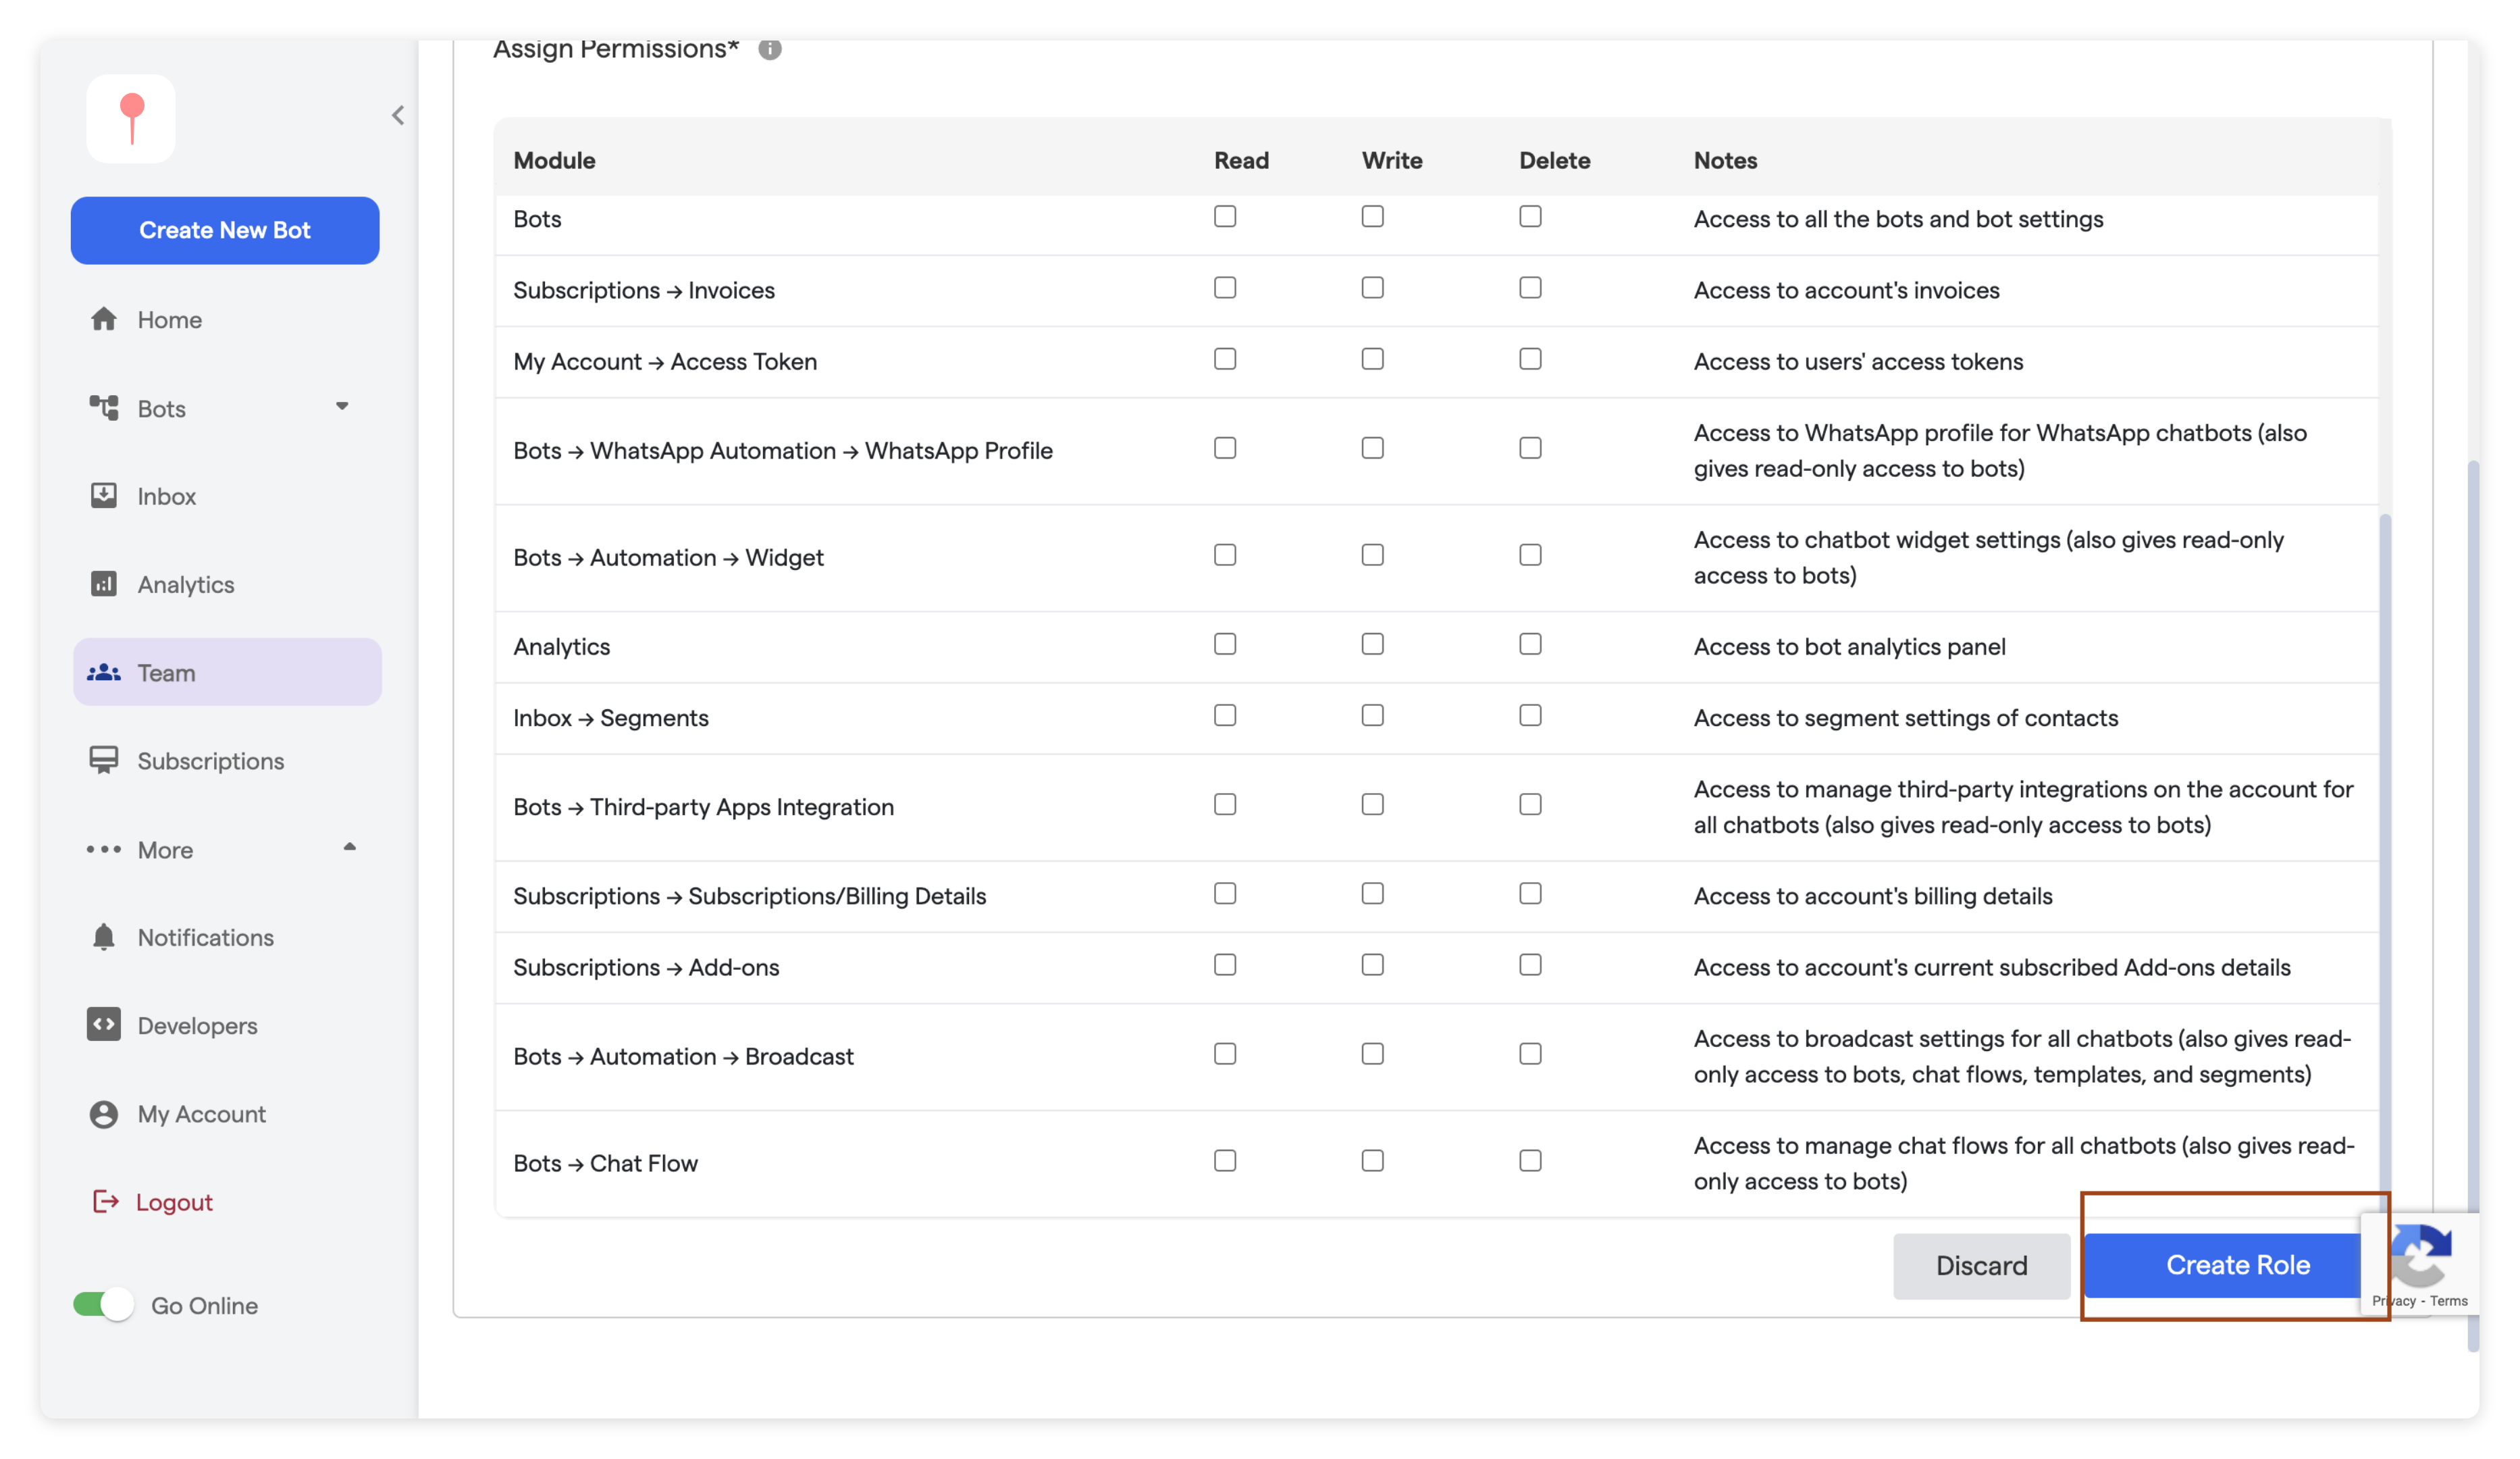 Assign Permissions*
Create New Bot
Home
Bots
Inbox
Analytics
Team
Subscriptions
More
Notifications
Developers
My Account
Logout
Go Online
Module Read Write Delete Notes
Bots Access to all the bots and bot settings
Subscriptions → Invoices Access to account's invoices
My Account → Access Token Access to users' access tokens
Bots → WhatsApp Automation → WhatsApp Profile Access to WhatsApp profile for WhatsApp chatbots (also
gives read-only access to bots)
Bots → Automation → Widget Access to chatbot widget settings (also gives read-only
access to bots)
Analytics Access to bot analytics panel
Inbox → Segments Access to segment settings of contacts
Bots → Third-party Apps Integration Access to manage third-party integrations on the account for
all chatbots (also gives read-only access to bots)
Subscriptions → Subscriptions/Billing Details Access to account's billing details
Subscriptions → Add-ons Access to account's current subscribed Add-ons details
Bots → Automation → Broadcast Access to broadcast settings for all chatbots (also gives read-
only access to bots, chat flows, templates, and segments)
Bots → Chat Flow Access to manage chat flows for all chatbots (also gives read-
only access to bots)
Discard Create Role
Privacy - Terms